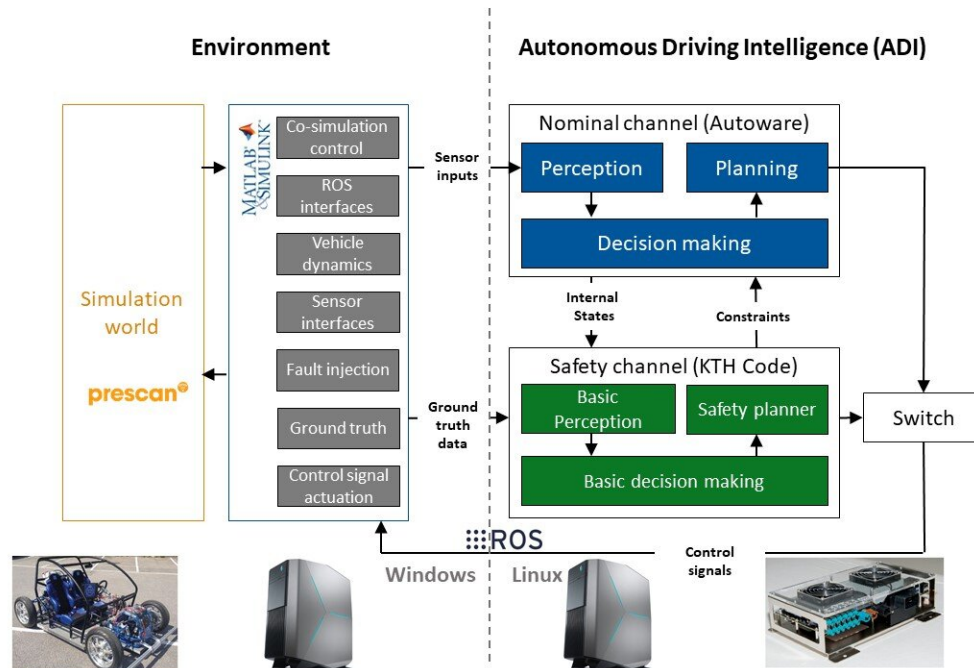 Environment
Autonomous Driving Intelligence (ADI)
Simulation
world
prescan
MATLAB
&SIMULINK
Co-simulation
control
ROS
interfaces
Vehicle
dynamics
Sensor
interfaces
Fault injection
Ground truth
Control signal
actuation
Sensor
inputs
Ground
truth
data
Nominal channel (Autoware)
Perception
Planning
Decision making
Internal
States
Constraints
Safety channel (KTH Code)
Basic
Perception
Safety planner
Basic decision making
Switch
ROS
Windows
Linux
Control
signals